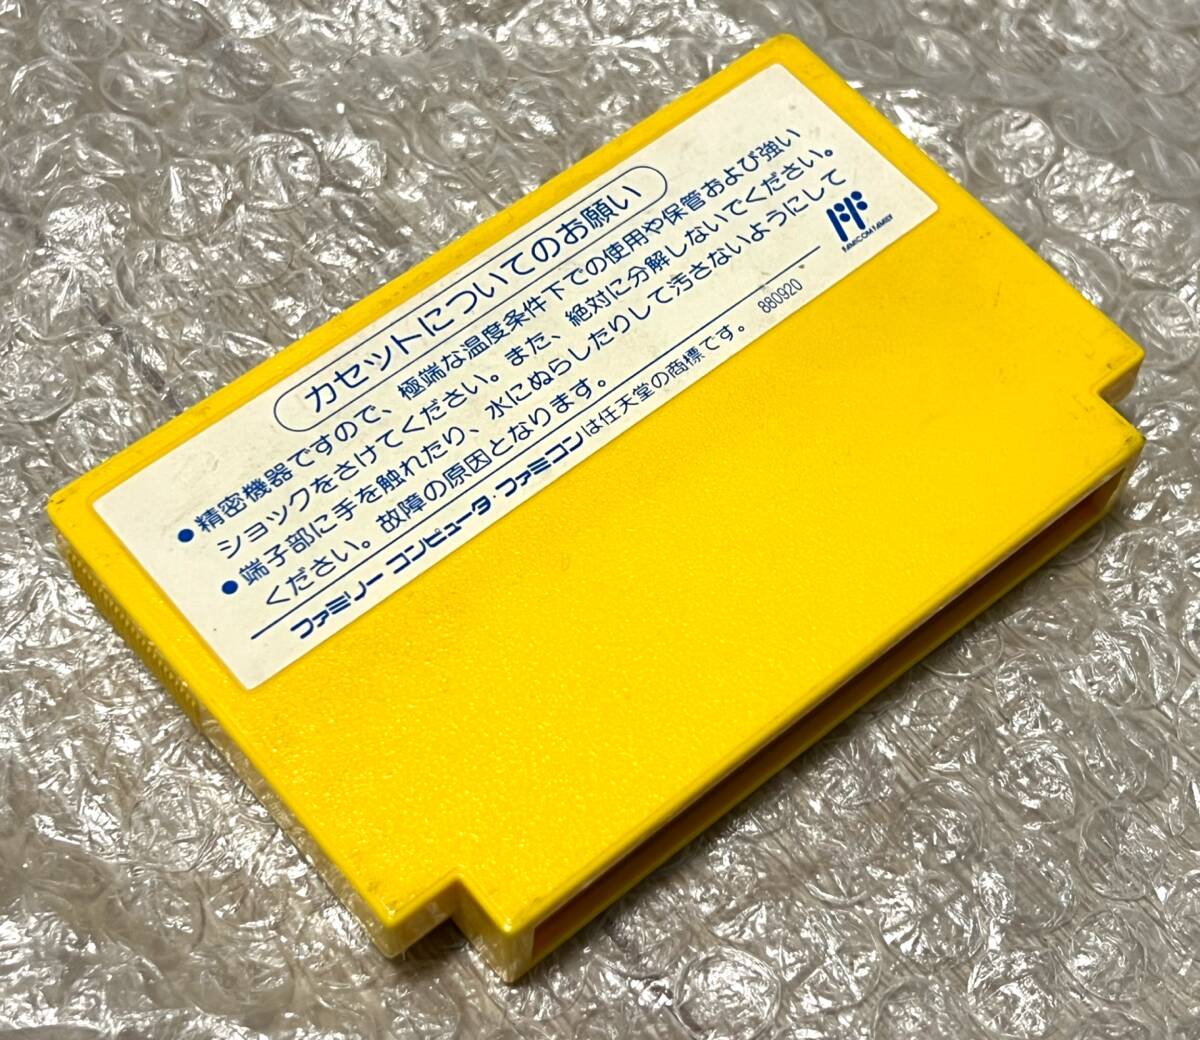 カセットについてのお願い
●精密機器ですので、極端な温度条件下での使用や保管および強い
ショックをさけてください。また、絶対に分解しないでください。
●端子部に手を触れたり、水にぬらしたりして汚さないようにして
ください。故障の原因となります。
ファミリー コンピュータ・ファミコンは任天堂の商標です。 880920
FAMICOM FAMILY